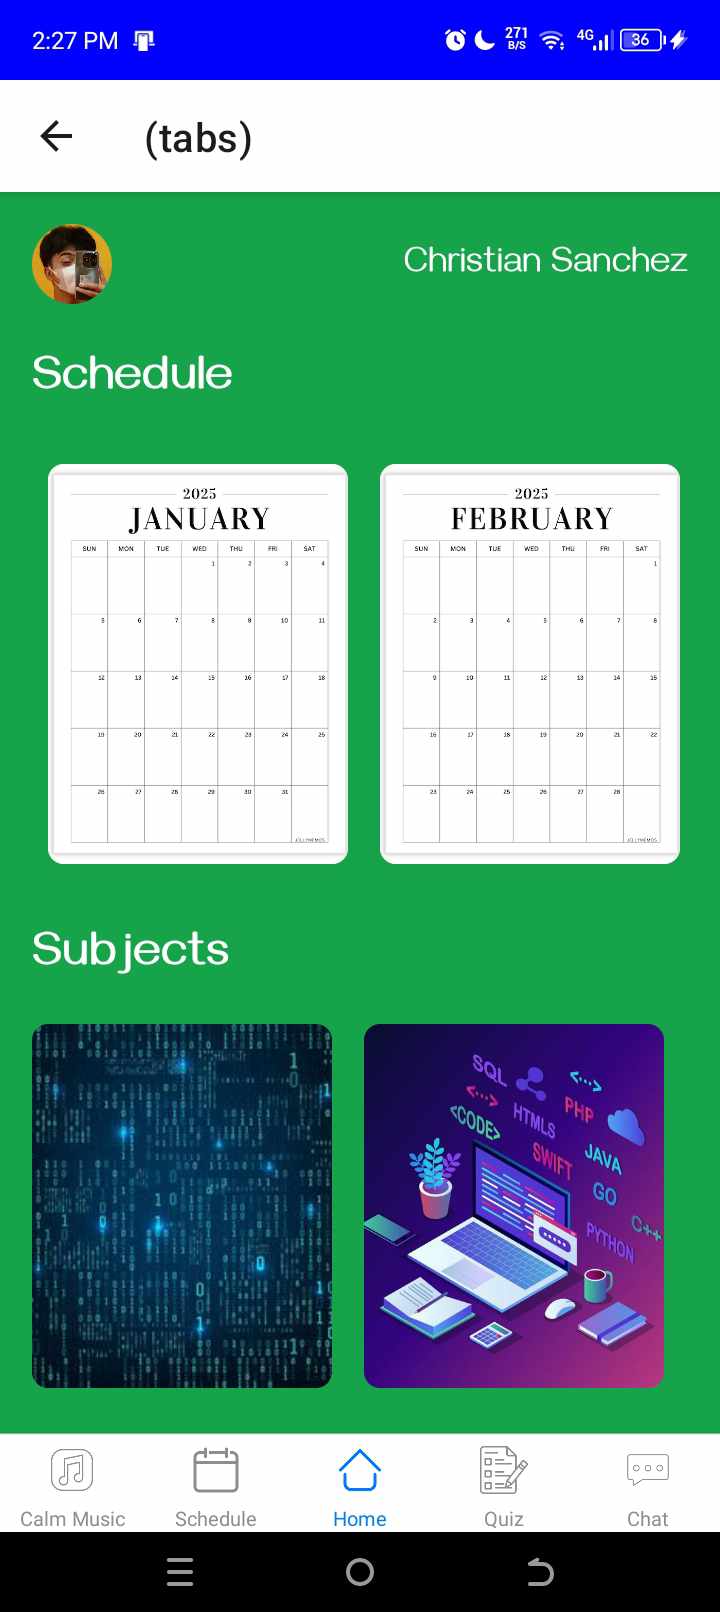 2:27 PM
271
B/S
4G
36
(tabs)
Christian Sanchez
Schedule
2025
JANUARY
SUN MON TUE WED THU FRI SAT
1 2 3 4
5 6 7 8 9 10 11
12 13 14 15 16 17 18
19 20 21 22 23 24 25
26 27 28 29 30 31
2025
FEBRUARY
SUN MON TUE WED THU FRI SAT
1
2 3 4 5 6 7 8
9 10 11 12 13 14 15
16 17 18 19 20 21 22
23 24 25 26 27 28
Subjects
SQL
<···>
<···>
<CODE>
HTML5
PHP
SWIFT
JAVA
GO
C++
PYTHON
Calm Music
Schedule
Home
Quiz
Chat